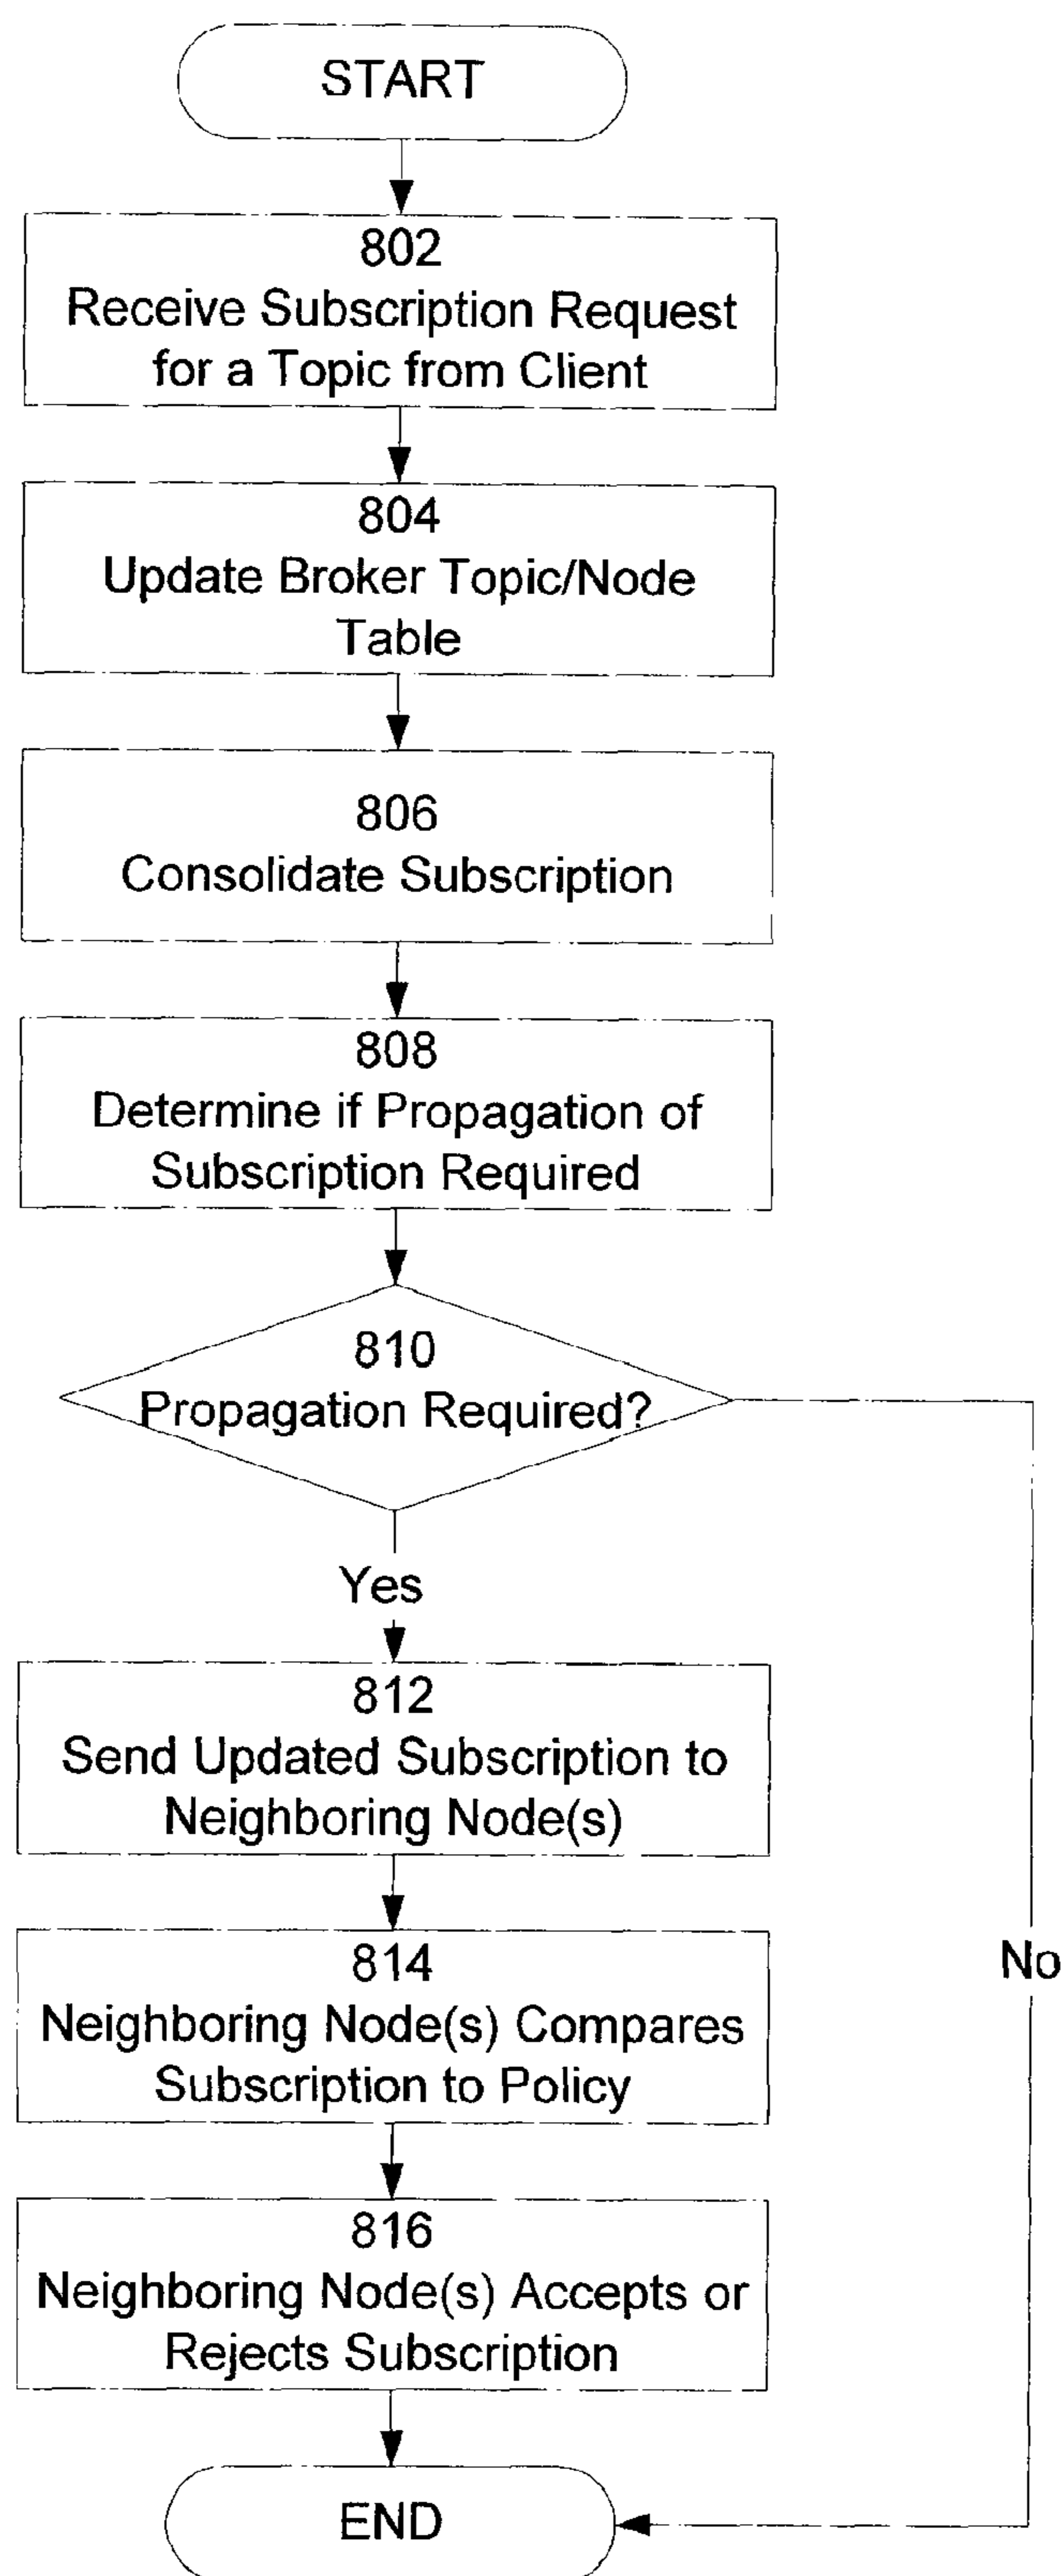 START
802
Receive Subscription Request
for a Topic from Client
804
Update Broker Topic/Node
Table
806
Consolidate Subscription
808
Determine if Propagation of
Subscription Required
810
Propagation Required?
Yes
812
Send Updated Subscription to
Neighboring Node(s)
814
Neighboring Node(s) Compares
Subscription to Policy
No
816
Neighboring Node(s) Accepts or
Rejects Subscription
END